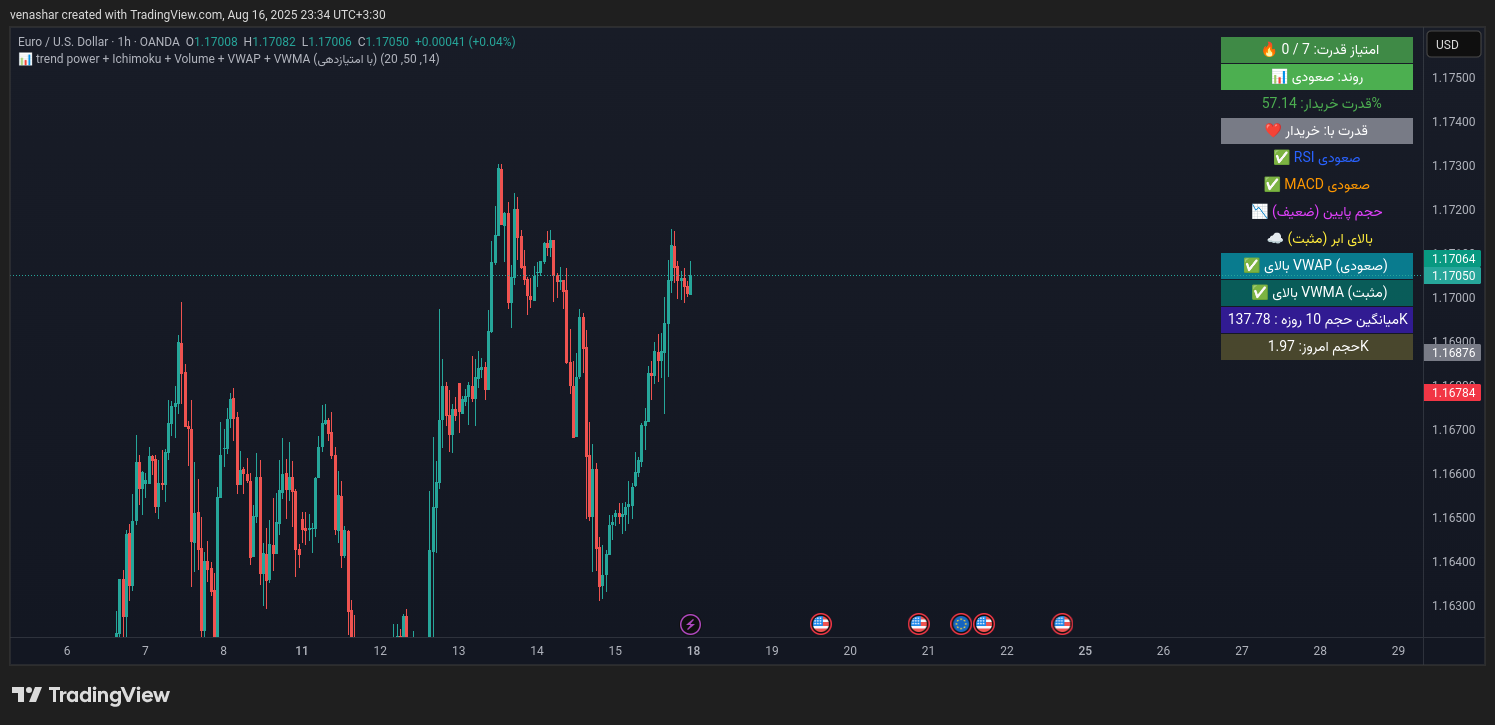 venashar created with TradingView.com, Aug 16, 2025 23:34 UTC+3:30
Euro / U.S. Dollar · 1h · OANDA O1.17008 H1.17082 L1.17006 C1.17050 +0.00041 (+0.04%)
📊 trend power + Ichimoku + Volume + VWAP + VWMA (با امتیازدهی) (20 ,50 ,14)
امتیاز قدرت: 7 / 0 🔥
روند: صعودی 📊
%قدرت خریدار: 57.14
قدرت با: خریدار ❤️
صعودی RSI ✅
صعودی MACD ✅
حجم پایین (ضعیف) 📉
بالای ابر (مثبت) ☁️
(صعودی) VWAP بالای ✅
(مثبت) VWMA بالای ✅
Kمیانگین حجم 10 روزه : 137.78
Kحجم امروز: 1.97
USD
1.17500
1.17400
1.17300
1.17200
1.17064
1.17050
1.17000
1.16900
1.16876
1.16784
1.16700
1.16600
1.16500
1.16400
1.16300
6 7 8 11 12 13 14 15 18 19 20 21 22 25 26 27 28 29
TradingView